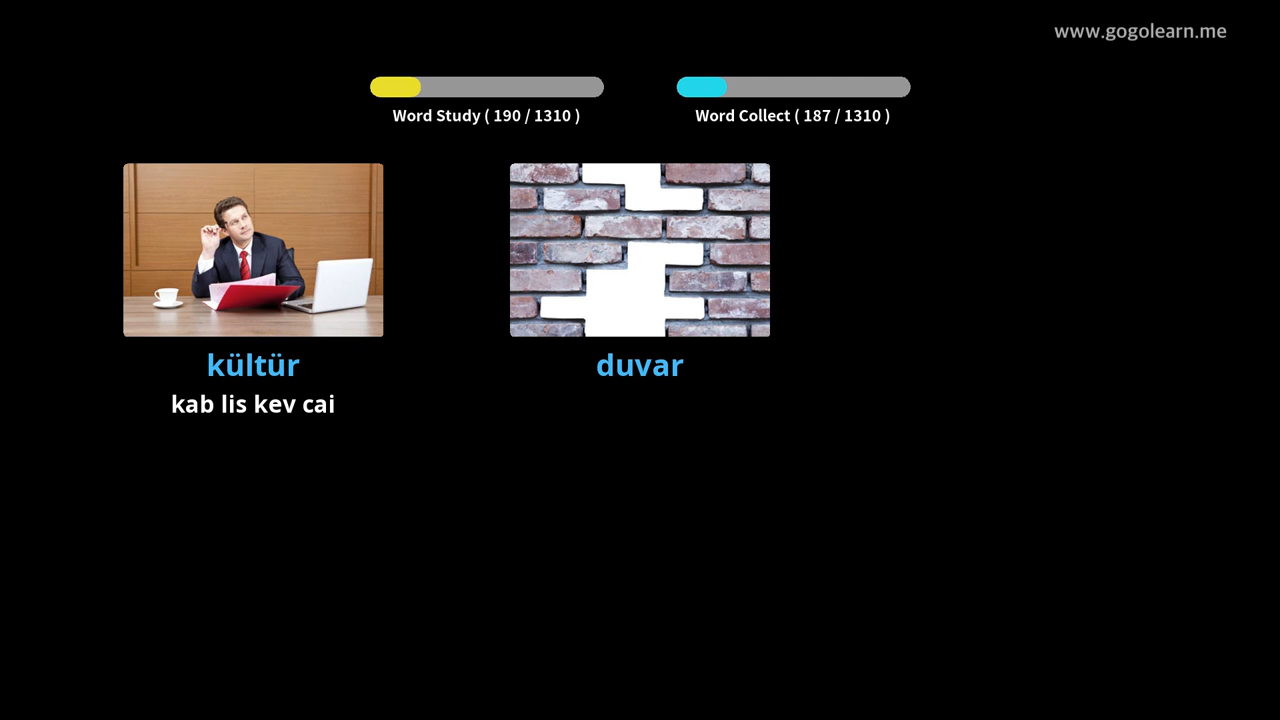 www.gogolearn.me
Word Study ( 190 / 1310 )
Word Collect ( 187 / 1310 )
kültür
kab lis kev cai
duvar